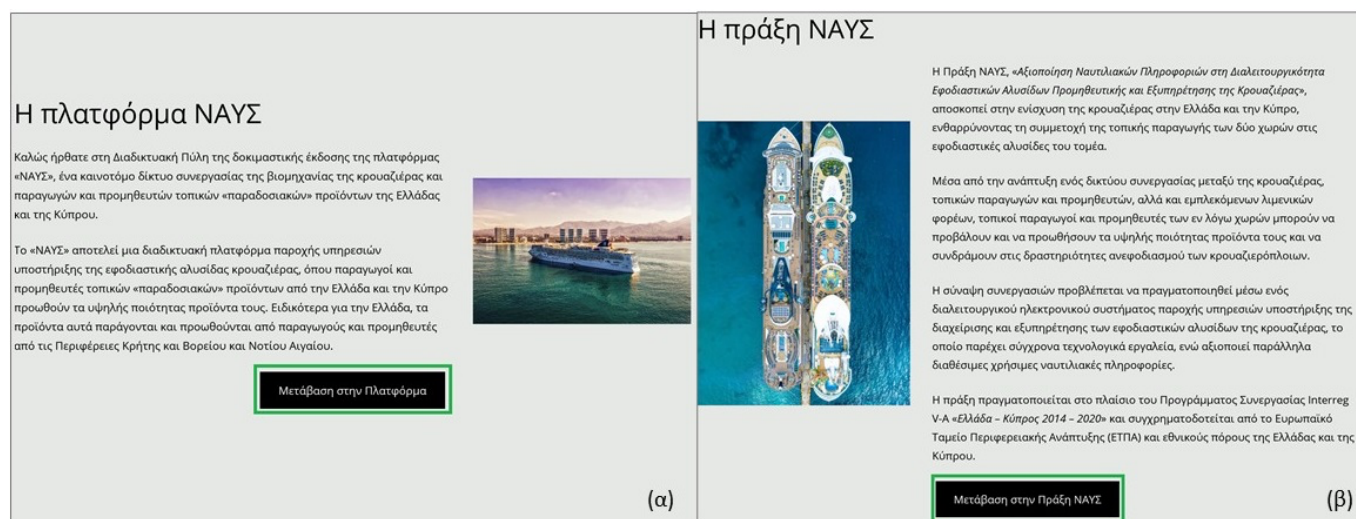 Η πλατφόρμα ΝΑΥΣ
Καλώς ήρθατε στη Διαδικτυακή Πύλη της δοκιμαστικής έκδοσης της πλατφόρμας
«ΝΑΥΣ», ένα καινοτόμο δίκτυο συνεργασίας της βιομηχανίας της κρουαζιέρας και
παραγωγών και προμηθευτών τοπικών «παραδοσιακών» προϊόντων της Ελλάδας
και της Κύπρου.
Το «ΝΑΥΣ» αποτελεί μια διαδικτυακή πλατφόρμα παροχής υπηρεσιών
υποστήριξης της εφοδιαστικής αλυσίδας κρουαζιέρας, όπου παραγωγοί και
προμηθευτές τοπικών «παραδοσιακών» προϊόντων από την Ελλάδα και την Κύπρο
προωθούν τα υψηλής ποιότητας προϊόντα τους. Ειδικότερα για την Ελλάδα, τα
προϊόντα αυτά παράγονται και προωθούνται από παραγωγούς και προμηθευτές
από τις Περιφέρειες Κρήτης και Βορείου και Νοτίου Αιγαίου.
Μετάβαση στην Πλατφόρμα
(α)
Η πράξη ΝΑΥΣ
Η Πράξη ΝΑΥΣ, «Αξιοποίηση Ναυτιλιακών Πληροφοριών στη Διαλειτουργικότητα
Εφοδιαστικών Αλυσίδων Προμηθευτικής και Εξυπηρέτησης της Κρουαζιέρας»,
αποσκοπεί στην ενίσχυση της κρουαζιέρας στην Ελλάδα και την Κύπρο,
ενθαρρύνοντας τη συμμετοχή της τοπικής παραγωγής των δύο χωρών στις
εφοδιαστικές αλυσίδες του τομέα.
Μέσα από την ανάπτυξη ενός δικτύου συνεργασίας μεταξύ της κρουαζιέρας,
τοπικών παραγωγών και προμηθευτών, αλλά και εμπλεκόμενων λιμενικών
φορέων, τοπικοί παραγωγοί και προμηθευτές των εν λόγω χωρών μπορούν να
προβάλουν και να προωθήσουν τα υψηλής ποιότητας προϊόντα τους και να
συνδράμουν στις δραστηριότητες ανεφοδιασμού των κρουαζιερόπλοιων.
Η σύναψη συνεργασιών προβλέπεται να πραγματοποιηθεί μέσω ενός
διαλειτουργικού ηλεκτρονικού συστήματος παροχής υπηρεσιών υποστήριξης της
διαχείρισης και εξυπηρέτησης των εφοδιαστικών αλυσίδων της κρουαζιέρας, το
οποίο παρέχει σύγχρονα τεχνολογικά εργαλεία, ενώ αξιοποιεί παράλληλα
διαθέσιμες χρήσιμες ναυτιλιακές πληροφορίες.
Η πράξη πραγματοποιείται στο πλαίσιο του Προγράμματος Συνεργασίας Interreg
V-A «Ελλάδα – Κύπρος 2014 – 2020» και συγχρηματοδοτείται από το Ευρωπαϊκό
Ταμείο Περιφερειακής Ανάπτυξης (ΕΤΠΑ) και εθνικούς πόρους της Ελλάδας και της
Κύπρου.
Μετάβαση στην Πράξη ΝΑΥΣ
(β)